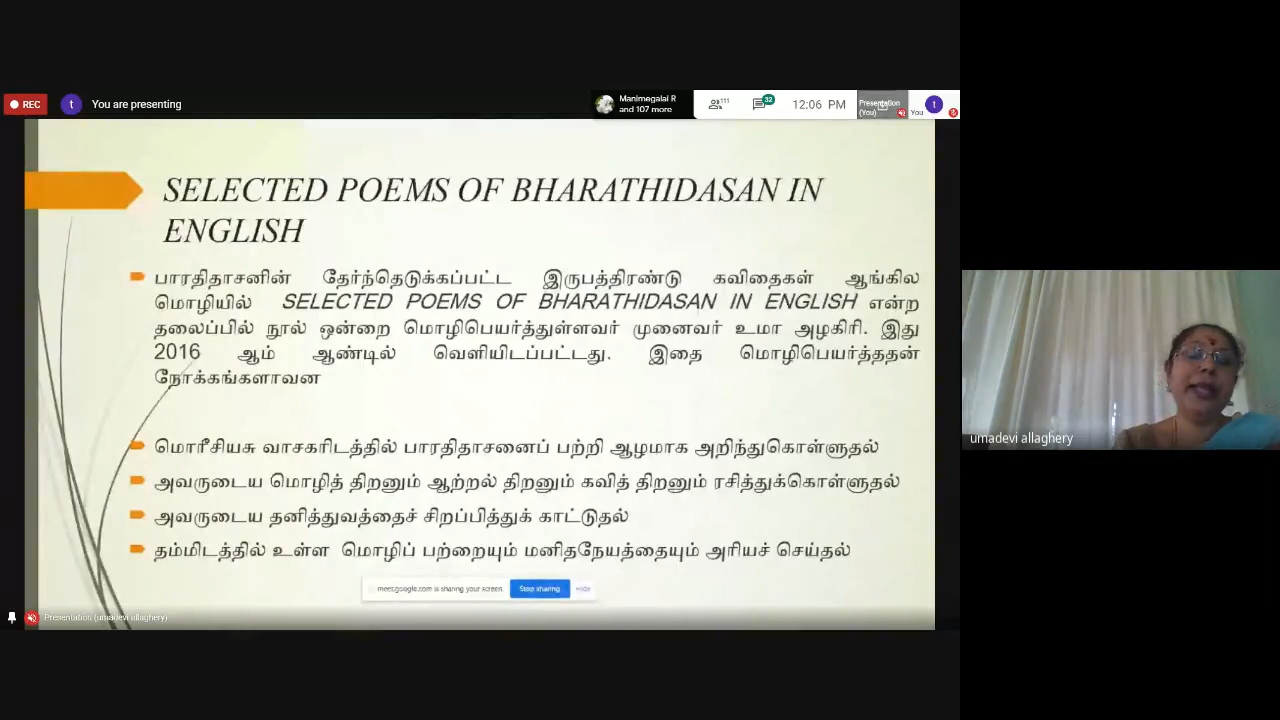 REC
t
You are presenting
Manimegalai R
and 107 more
111
32
12:06 PM
Presentation
(You)
t
You
SELECTED POEMS OF BHARATHIDASAN IN
ENGLISH
பாரதிதாசனின் தேர்ந்தெடுக்கப்பட்ட இருபத்திரண்டு கவிதைகள் ஆங்கில
மொழியில் SELECTED POEMS OF BHARATHIDASAN IN ENGLISH என்ற
தலைப்பில் நூல் ஒன்றை மொழிபெயர்த்துள்ளவர் முனைவர் உமா அழகிரி. இது
2016 ஆம் ஆண்டில் வெளியிடப்பட்டது. இதை மொழிபெயர்த்ததன்
நோக்கங்களாவன
மொரீசியசு வாசகரிடத்தில் பாரதிதாசனைப் பற்றி ஆழமாக அறிந்துகொள்ளுதல்
அவருடைய மொழித் திறனும் ஆற்றல் திறனும் கவித் திறனும் ரசித்துக்கொள்ளுதல்
அவருடைய தனித்துவத்தைச் சிறப்பித்துக் காட்டுதல்
தம்மிடத்தில் உள்ள மொழிப் பற்றையும் மனிதநேயத்தையும் அரியச் செய்தல்
meet.google.com is sharing your screen.
Stop sharing
Hide
Presentation (umadevi allaghery)
umadevi allaghery